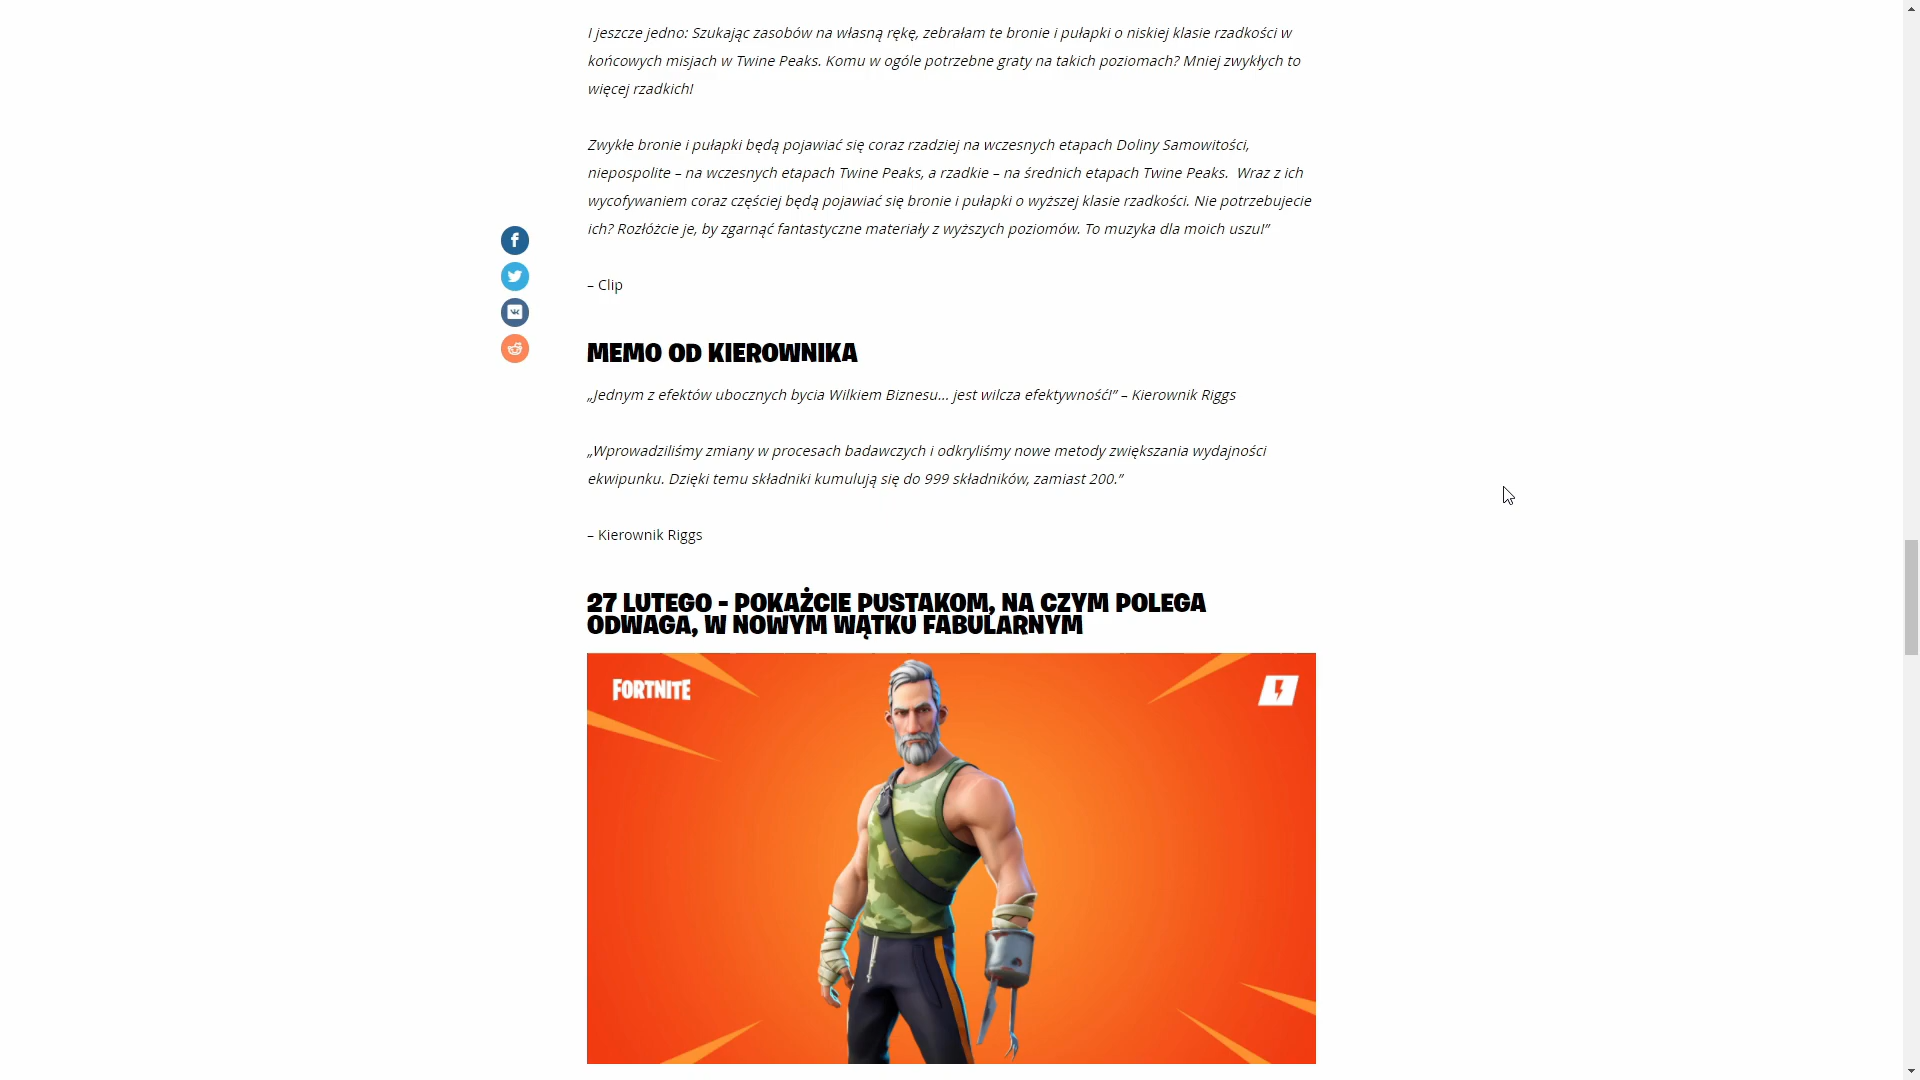 I jeszcze jedno: Szukając zasobów na własną rękę, zebrałam te bronie i pułapki o niskiej klasie rzadkości w
końcowych misjach w Twine Peaks. Komu w ogóle potrzebne graty na takich poziomach? Mniej zwykłych to
więcej rzadkich!
Zwykłe bronie i pułapki będą pojawiać się coraz rzadziej na wczesnych etapach Doliny Samowitości,
niepospolite – na wczesnych etapach Twine Peaks, a rzadkie – na średnich etapach Twine Peaks.  Wraz z ich
wycofywaniem coraz częściej będą pojawiać się bronie i pułapki o wyższej klasie rzadkości. Nie potrzebujecie
ich? Rozłóżcie je, by zgarnąć fantastyczne materiały z wyższych poziomów. To muzyka dla moich uszu!”
– Clip
MEMO OD KIEROWNIKA
„Jednym z efektów ubocznych bycia Wilkiem Biznesu... jest wilcza efektywność!” – Kierownik Riggs
„Wprowadziliśmy zmiany w procesach badawczych i odkryliśmy nowe metody zwiększania wydajności
ekwipunku. Dzięki temu składniki kumulują się do 999 składników, zamiast 200.”
– Kierownik Riggs
27 LUTEGO - POKAŻCIE PUSTAKOM, NA CZYM POLEGA
ODWAGA, W NOWYM WĄTKU FABULARNYM
FORTNITE